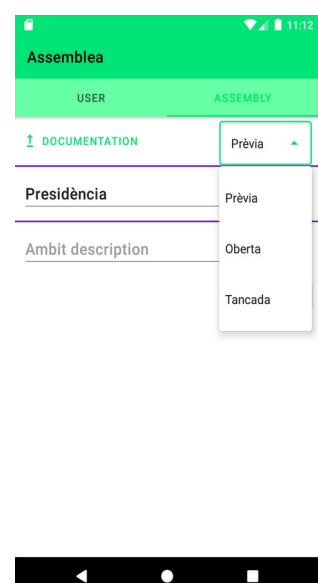 11:12
Assemblea
USER ASSEMBLY
DOCUMENTATION Prèvia
Presidència
Prèvia
Ambit description
Oberta
Tancada